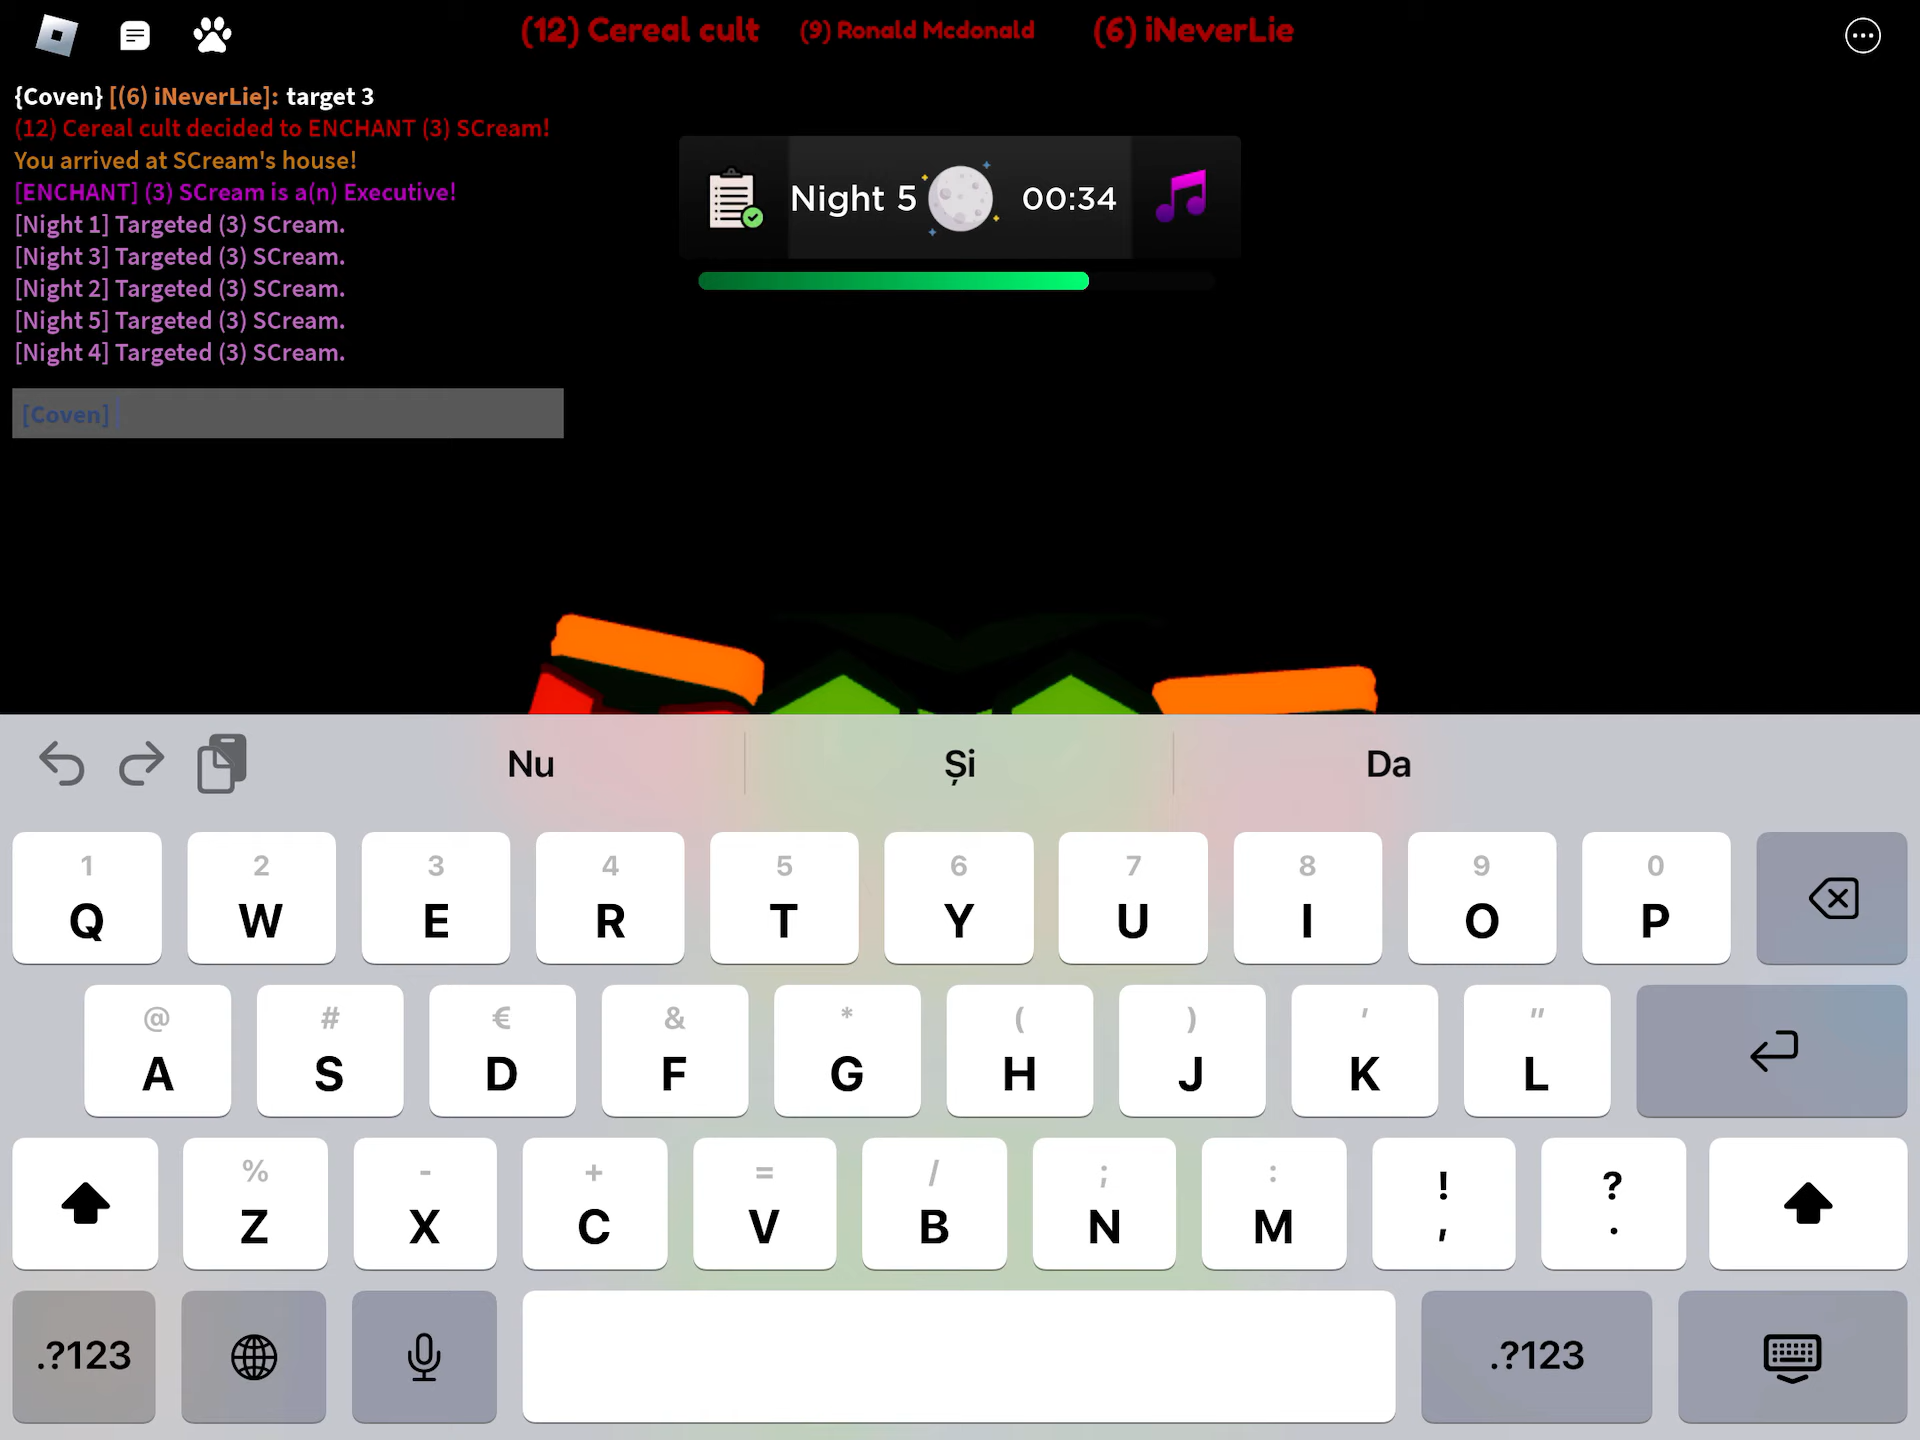 (12) Cereal cult (9) Ronald Mcdonald (6) iNeverLie
{Coven} [(6) iNeverLie]: target 3
(12) Cereal cult decided to ENCHANT (3) SCream!
You arrived at SCream's house!
[ENCHANT] (3) SCream is a(n) Executive!
[Night 1] Targeted (3) SCream.
[Night 3] Targeted (3) SCream.
[Night 2] Targeted (3) SCream.
[Night 5] Targeted (3) SCream.
[Night 4] Targeted (3) SCream.
[Coven]
Night 5 00:34
Nu Și Da
1 2 3 4 5 6 7 8 9 0
Q W E R T Y U I O P
@ # € & * ( ) ' "
A S D F G H J K L
% - + = / ; : ! ?
Z X C V B N M , .
.?123 .?123